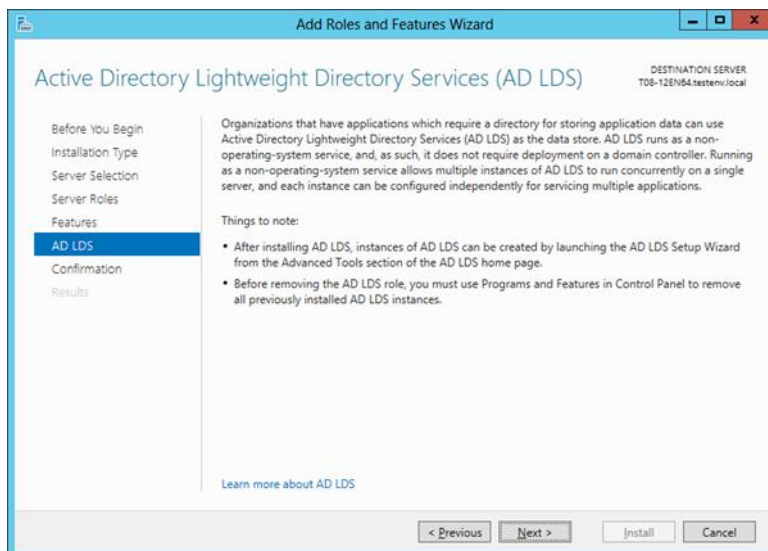 Add Roles and Features Wizard
Active Directory Lightweight Directory Services (AD LDS)
DESTINATION SERVER
T08-12EN64.testenv.local
Before You Begin
Installation Type
Server Selection
Server Roles
Features
AD LDS
Confirmation
Results
Organizations that have applications which require a directory for storing application data can use
Active Directory Lightweight Directory Services (AD LDS) as the data store. AD LDS runs as a non-
operating-system service, and, as such, it does not require deployment on a domain controller. Running
as a non-operating-system service allows multiple instances of AD LDS to run concurrently on a single
server, and each instance can be configured independently for servicing multiple applications.
Things to note:
• After installing AD LDS, instances of AD LDS can be created by launching the AD LDS Setup Wizard
from the Advanced Tools section of the AD LDS home page.
• Before removing the AD LDS role, you must use Programs and Features in Control Panel to remove
all previously installed AD LDS instances.
Learn more about AD LDS
< Previous
Next >
Install
Cancel